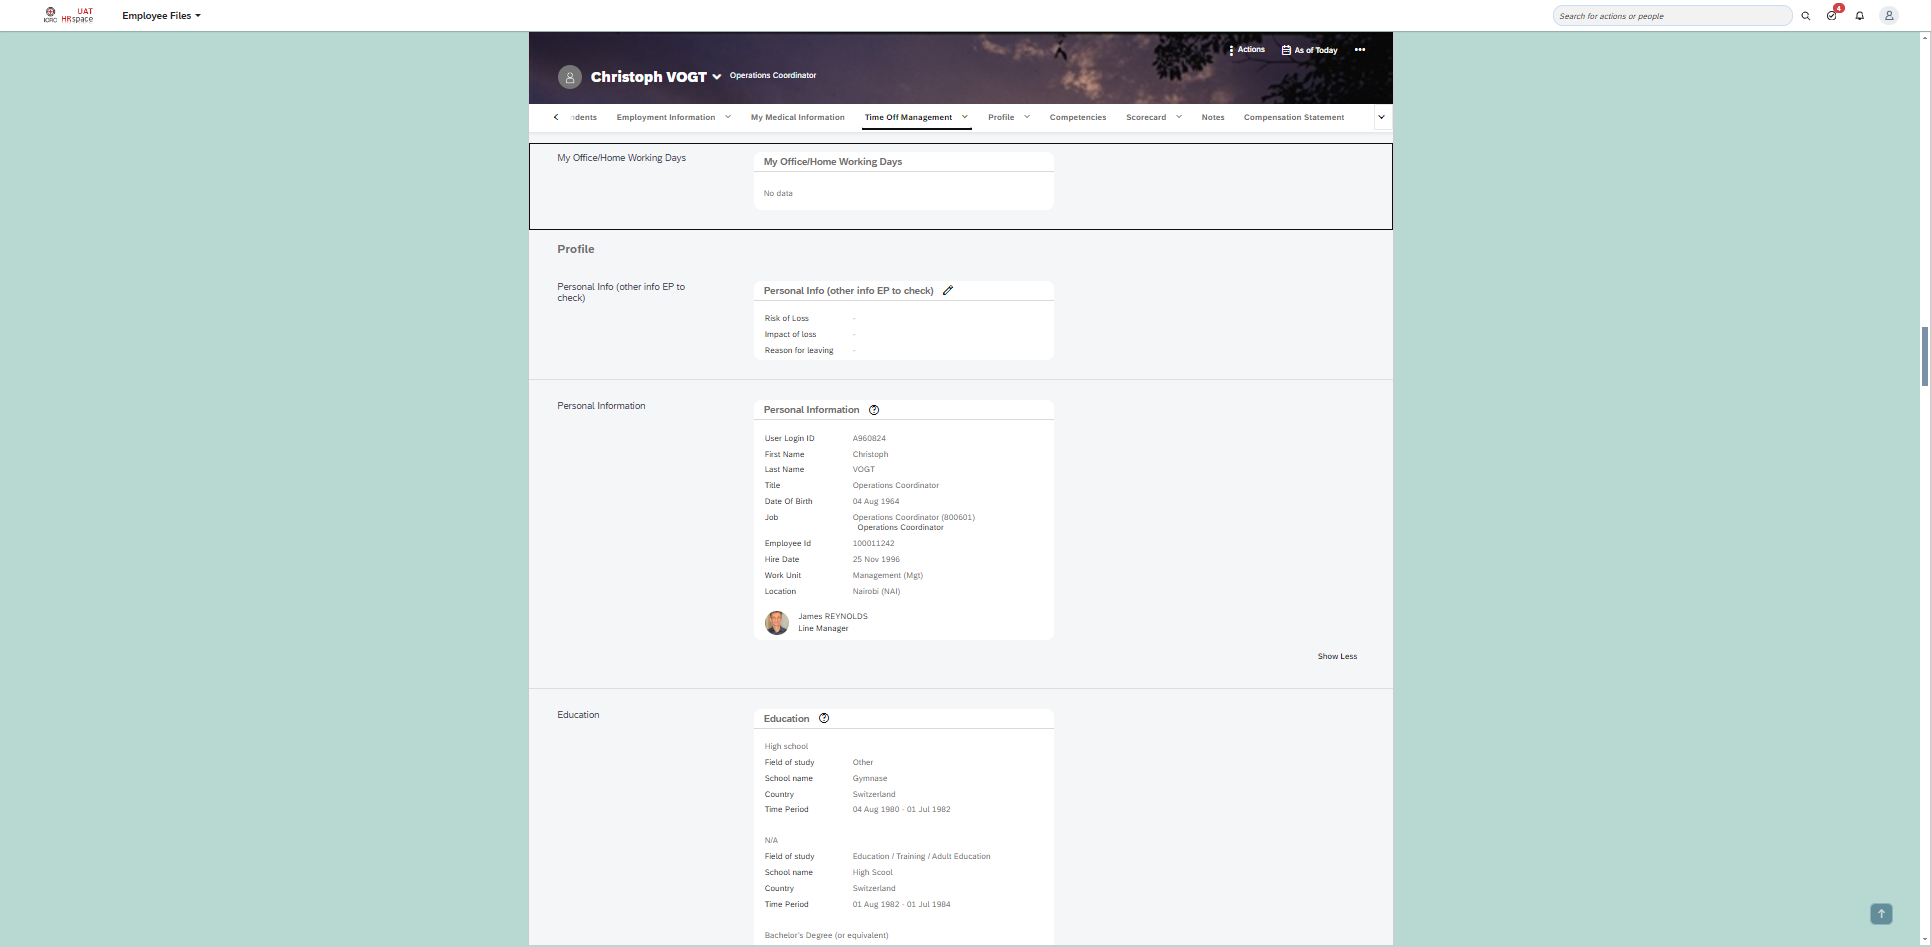 ICRC
UAT
HRspace
Employee Files
Search for actions or people
4
Actions
As of Today
Christoph VOGT
Operations Coordinator
ndents
Employment Information
My Medical Information
Time Off Management
Profile
Competencies
Scorecard
Notes
Compensation Statement
My Office/Home Working Days
My Office/Home Working Days
No data
Profile
Personal Info (other info EP to
check)
Personal Info (other info EP to check)
Risk of Loss -
Impact of loss -
Reason for leaving -
Personal Information
Personal Information
User Login ID A960824
First Name Christoph
Last Name VOGT
Title Operations Coordinator
Date Of Birth 04 Aug 1964
Job Operations Coordinator (800601)
Operations Coordinator
Employee Id 100011242
Hire Date 25 Nov 1996
Work Unit Management (Mgt)
Location Nairobi (NAI)
James REYNOLDS
Line Manager
Show Less
Education
Education
High school
Field of study Other
School name Gymnase
Country Switzerland
Time Period 04 Aug 1980 - 01 Jul 1982
N/A
Field of study Education / Training / Adult Education
School name High Scool
Country Switzerland
Time Period 01 Aug 1982 - 01 Jul 1984
Bachelor's Degree (or equivalent)